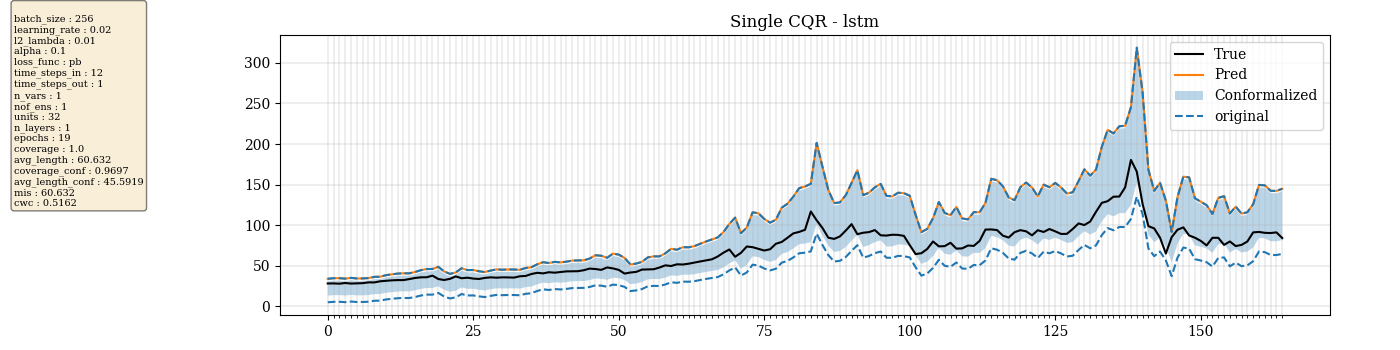 batch_size : 256
learning_rate : 0.02
l2_lambda : 0.01
alpha : 0.1
loss_func : pb
time_steps_in : 12
time_steps_out : 1
n_vars : 1
nof_ens : 1
units : 32
n_layers : 1
epochs : 19
coverage : 1.0
avg_length : 60.632
coverage_conf : 0.9697
avg_length_conf : 45.5919
mis : 60.632
cwc : 0.5162
Single CQR - lstm
300
250
200
150
100
50
0
True
Pred
Conformalized
original
0 25 50 75 100 125 150